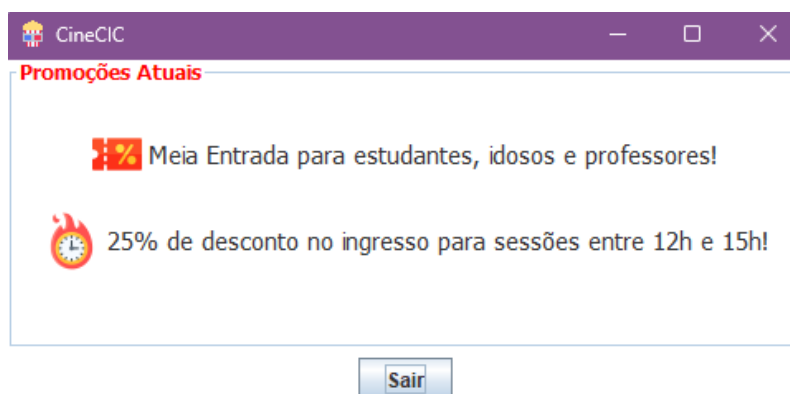 CineCIC
Promoções Atuais
% Meia Entrada para estudantes, idosos e professores!
25% de desconto no ingresso para sessões entre 12h e 15h!
Sair